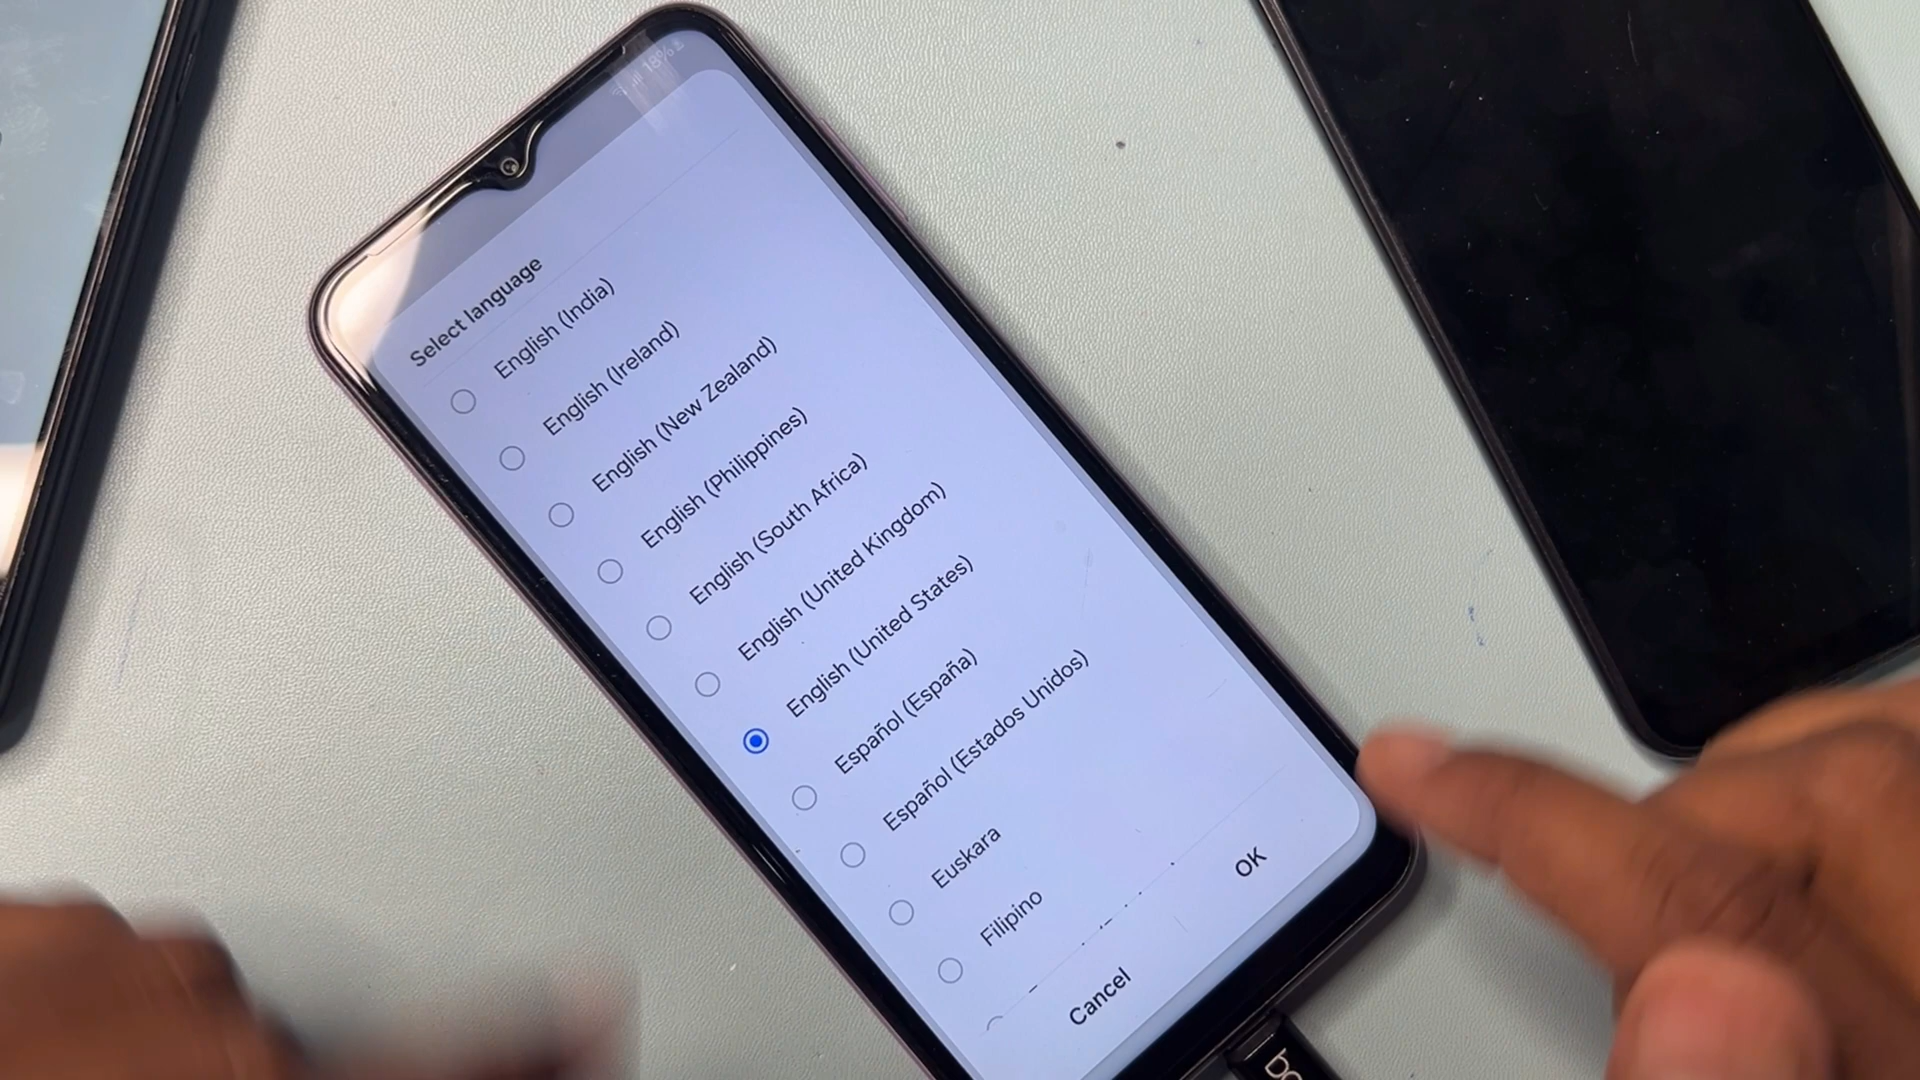 18%
Select language
English (India)
English (Ireland)
English (New Zealand)
English (Philippines)
English (South Africa)
English (United Kingdom)
English (United States)
Español (España)
Español (Estados Unidos)
Euskara
Filipino
Cancel
OK